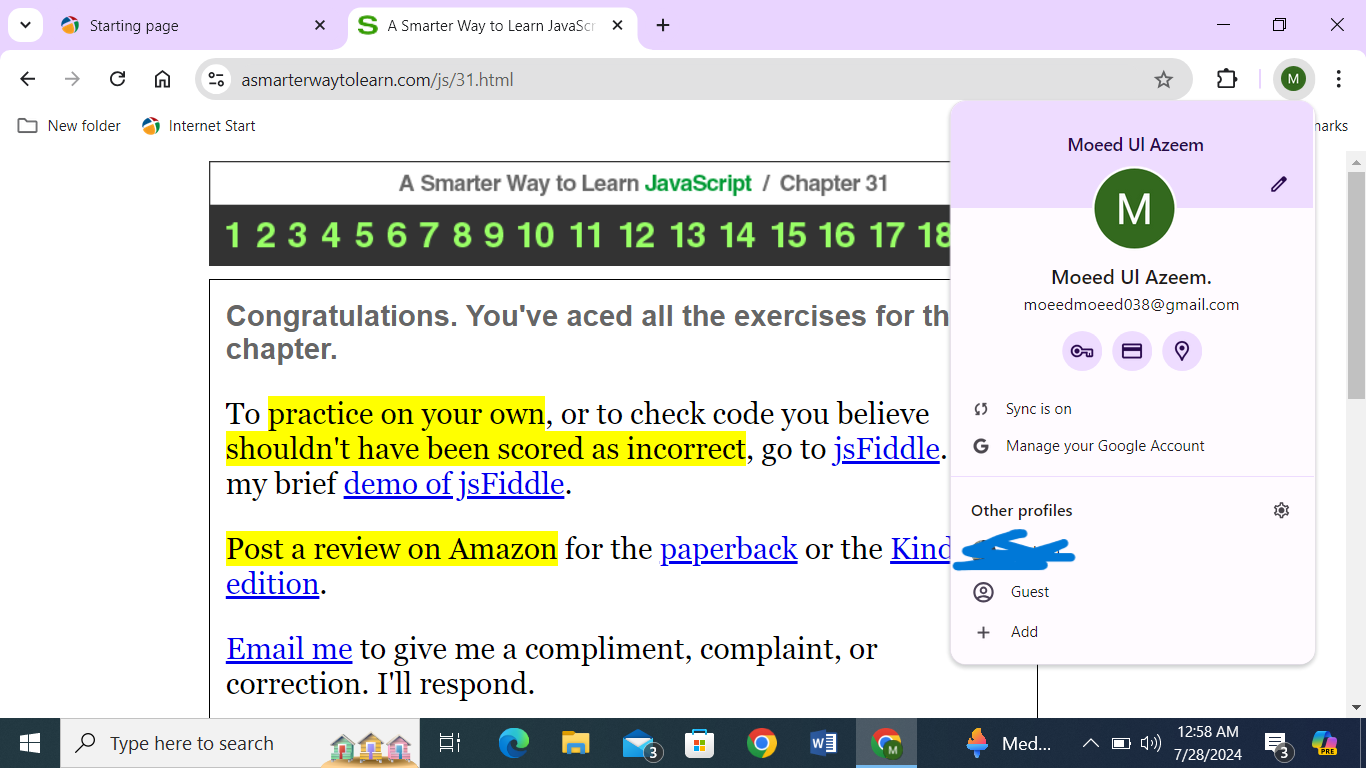 Starting page
A Smarter Way to Learn JavaScr
asmarterwaytolearn.com/js/31.html
M
New folder
Internet Start
marks
A Smarter Way to Learn JavaScript / Chapter 31
1 2 3 4 5 6 7 8 9 10 11 12 13 14 15 16 17 18
Congratulations. You've aced all the exercises for th
chapter.
To practice on your own, or to check code you believe
shouldn't have been scored as incorrect, go to jsFiddle.
my brief demo of jsFiddle.
Post a review on Amazon for the paperback or the Kind
edition.
Email me to give me a compliment, complaint, or
correction. I'll respond.
Moeed Ul Azeem
M
Moeed Ul Azeem.
moeedmoeed038@gmail.com
Sync is on
Manage your Google Account
Other profiles
Guest
Add
Type here to search
3
M
Med...
12:58 AM
7/28/2024
3
PRE